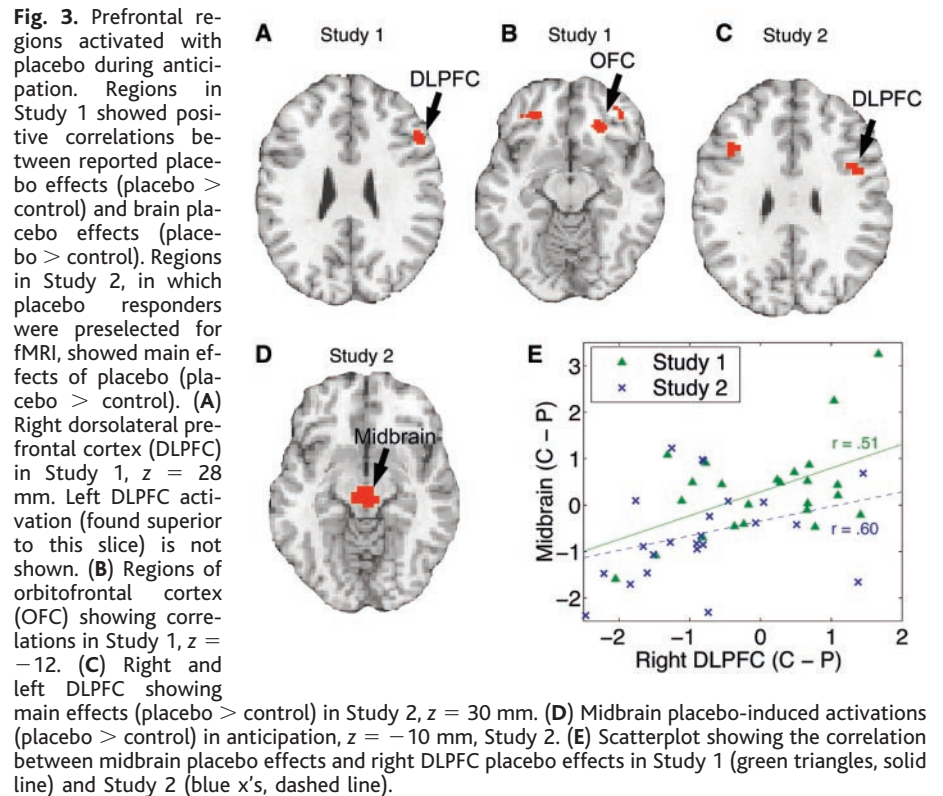 Fig. 3. Prefrontal re-
gions activated with
placebo during antici-
pation. Regions in
Study 1 showed posi-
tive correlations be-
tween reported place-
bo effects (placebo >
control) and brain pla-
cebo effects (place-
bo > control). Regions
in Study 2, in which
placebo responders
were preselected for
fMRI, showed main ef-
fects of placebo (pla-
cebo > control). (A)
Right dorsolateral pre-
frontal cortex (DLPFC)
in Study 1, z = 28
mm. Left DLPFC acti-
vation (found superior
to this slice) is not
shown. (B) Regions of
orbitofrontal cortex
(OFC) showing corre-
lations in Study 1, z =
−12. (C) Right and
left DLPFC showing
main effects (placebo > control) in Study 2, z = 30 mm. (D) Midbrain placebo-induced activations
(placebo > control) in anticipation, z = −10 mm, Study 2. (E) Scatterplot showing the correlation
between midbrain placebo effects and right DLPFC placebo effects in Study 1 (green triangles, solid
line) and Study 2 (blue x's, dashed line).
A Study 1
DLPFC
B Study 1
OFC
C Study 2
DLPFC
D Study 2
Midbrain
E
Study 1
Study 2
r = .51
r = .60
Midbrain (C − P)
3
2
1
0
−1
−2
−2 −1 0 1 2
Right DLPFC (C − P)